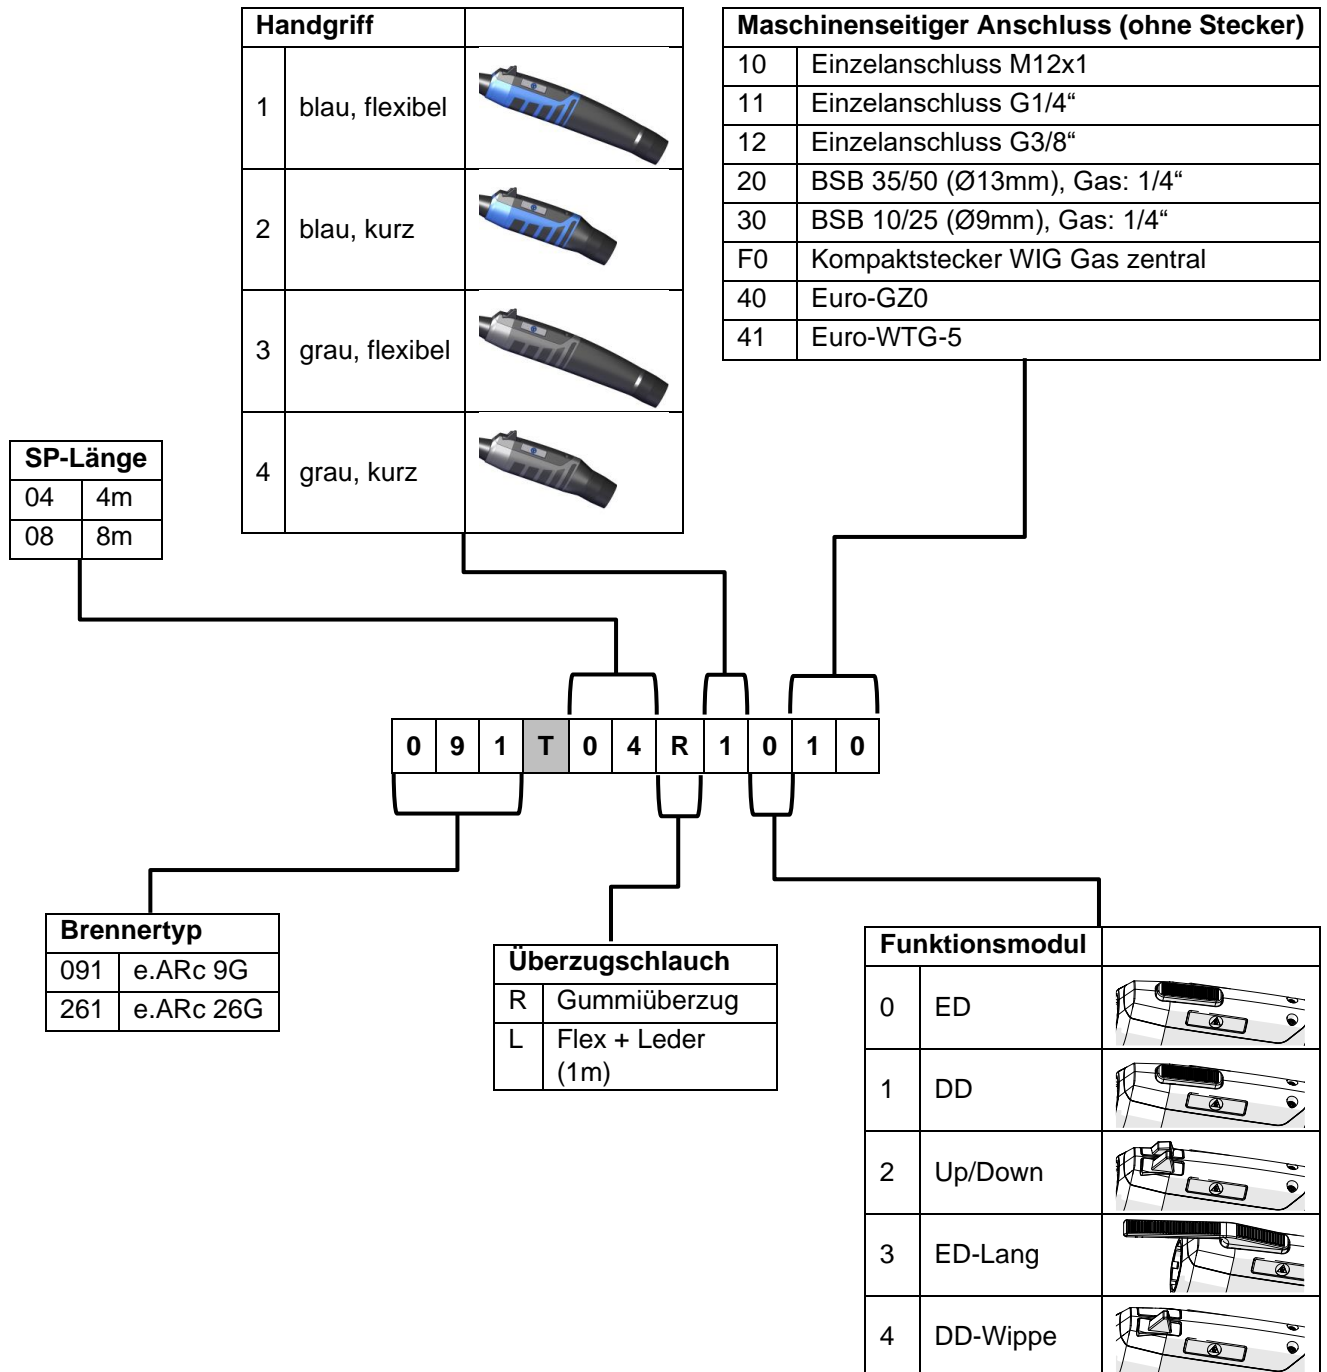 Handgriff
1 blau, flexibel
2 blau, kurz
3 grau, flexibel
4 grau, kurz
Maschinenseitiger Anschluss (ohne Stecker)
10 Einzelanschluss M12x1
11 Einzelanschluss G1/4“
12 Einzelanschluss G3/8“
20 BSB 35/50 (Ø13mm), Gas: 1/4“
30 BSB 10/25 (Ø9mm), Gas: 1/4“
F0 Kompaktstecker WIG Gas zentral
40 Euro-GZ0
41 Euro-WTG-5
SP-Länge
04 4m
08 8m
0 9 1 T 0 4 R 1 0 1 0
Brennertyp
091 e.ARc 9G
261 e.ARc 26G
Überzugschlauch
R Gummiüberzug
L Flex + Leder
(1m)
Funktionsmodul
0 ED
1 DD
2 Up/Down
3 ED-Lang
4 DD-Wippe